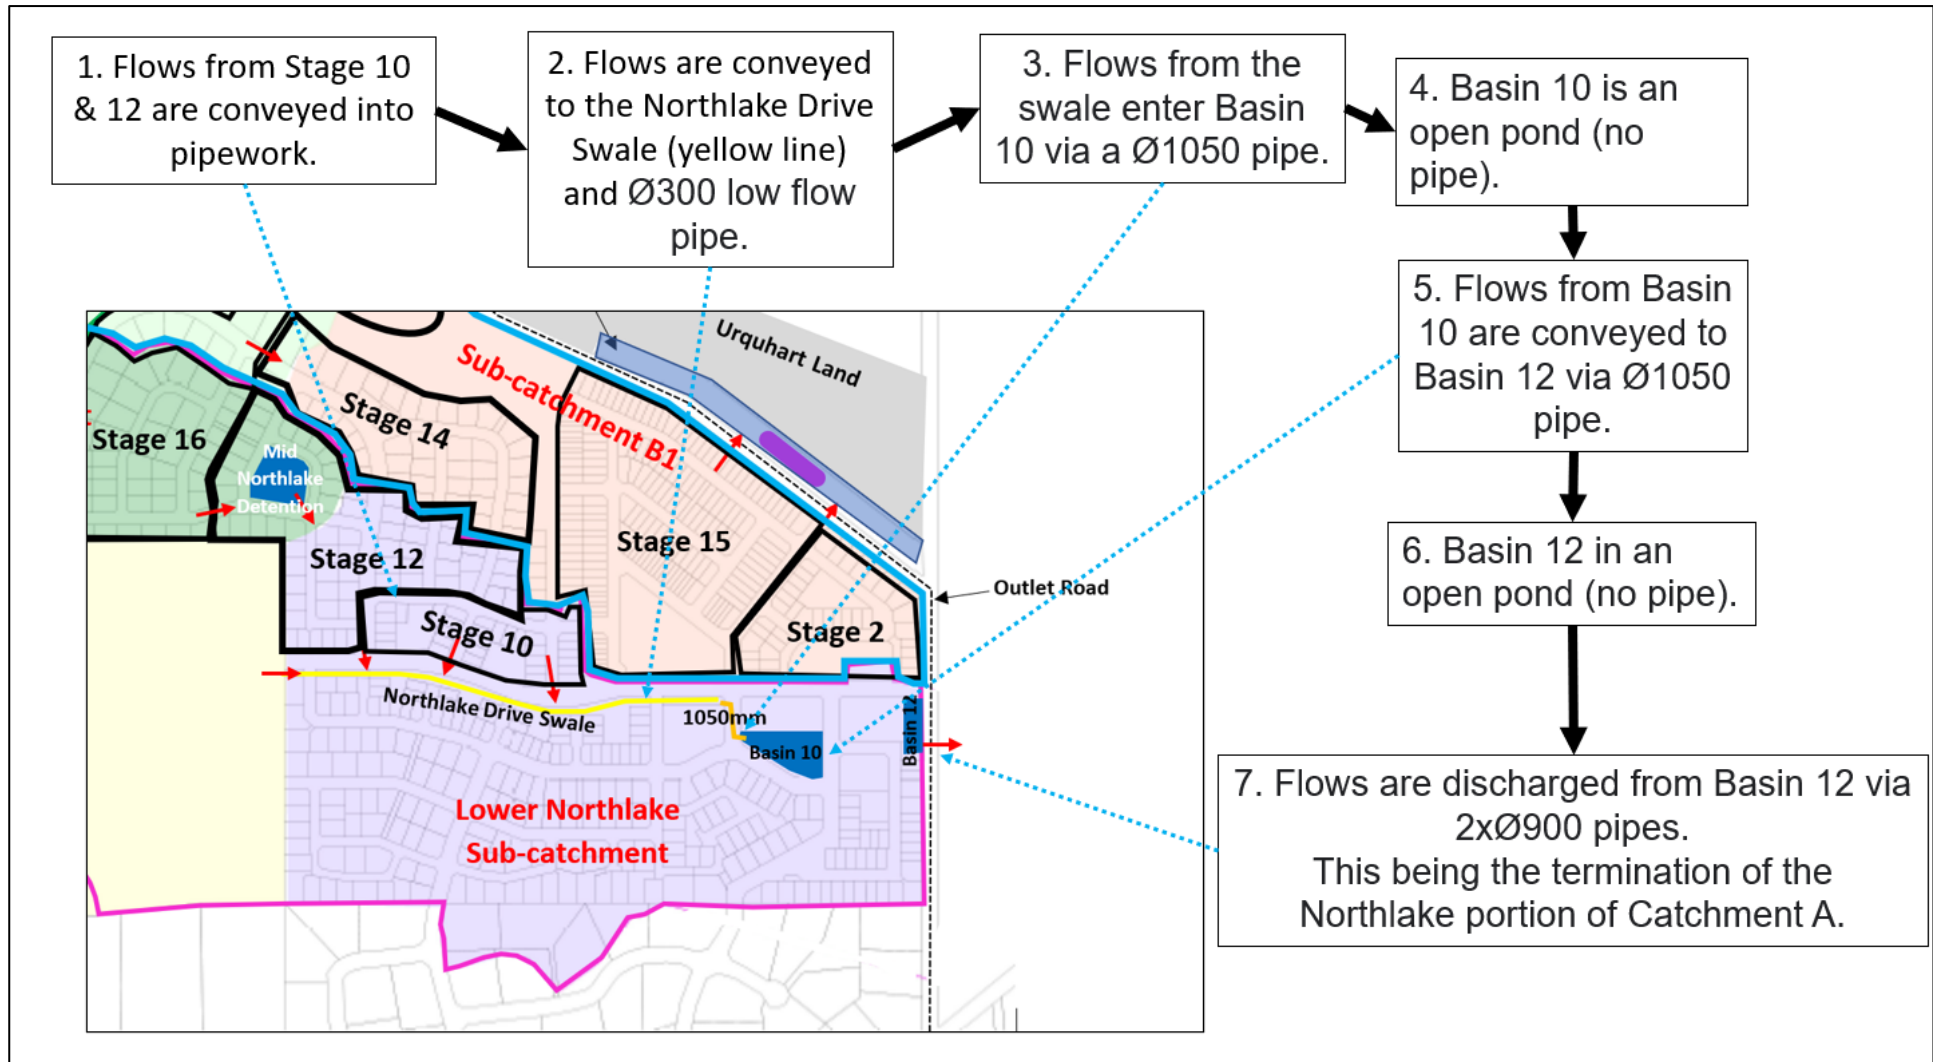 1. Flows from Stage 10
& 12 are conveyed into
pipework.
2. Flows are conveyed
to the Northlake Drive
Swale (yellow line)
and Ø300 low flow
pipe.
3. Flows from the
swale enter Basin
10 via a Ø1050 pipe.
4. Basin 10 is an
open pond (no
pipe).
5. Flows from Basin
10 are conveyed to
Basin 12 via Ø1050
pipe.
6. Basin 12 in an
open pond (no pipe).
7. Flows are discharged from Basin 12 via
2xØ900 pipes.
This being the termination of the
Northlake portion of Catchment A.
Urquhart Land
Sub-catchment B1
Stage 14
Stage 16
Mid
Northlake
Detention
Stage 15
Stage 12
Outlet Road
Stage 10
Stage 2
Northlake Drive Swale
1050mm
Basin 10
Basin 12
Lower Northlake
Sub-catchment